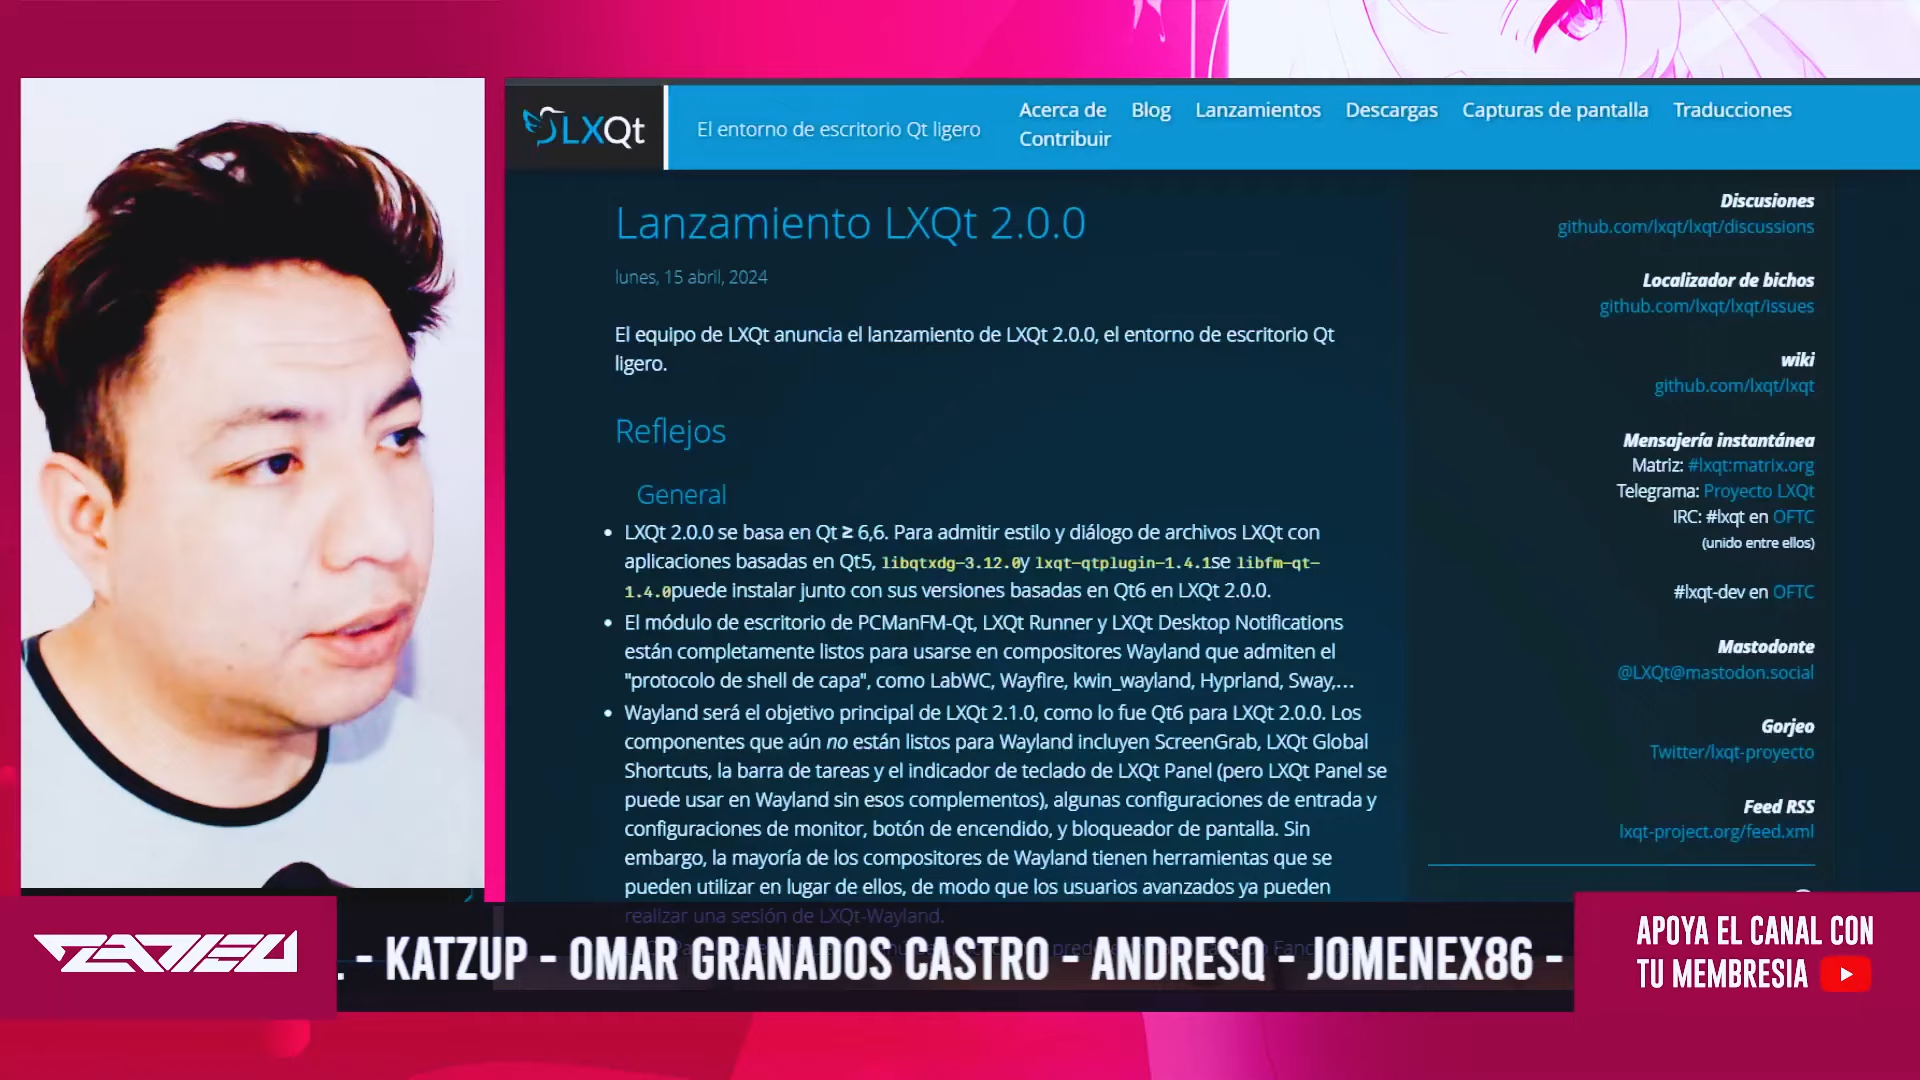 LXQt
El entorno de escritorio Qt ligero
Acerca de Blog Lanzamientos Descargas Capturas de pantalla Traducciones
Contribuir
Lanzamiento LXQt 2.0.0
lunes, 15 abril, 2024
El equipo de LXQt anuncia el lanzamiento de LXQt 2.0.0, el entorno de escritorio Qt
ligero.
Reflejos
General
• LXQt 2.0.0 se basa en Qt ≥ 6,6. Para admitir estilo y diálogo de archivos LXQt con
aplicaciones basadas en Qt5, libqtxdg-3.12.0y lxqt-qtplugin-1.4.1se libfm-qt-
1.4.0puede instalar junto con sus versiones basadas en Qt6 en LXQt 2.0.0.
• El módulo de escritorio de PCManFM-Qt, LXQt Runner y LXQt Desktop Notifications
están completamente listos para usarse en compositores Wayland que admiten el
"protocolo de shell de capa", como LabWC, Wayfire, kwin_wayland, Hyprland, Sway,...
• Wayland será el objetivo principal de LXQt 2.1.0, como lo fue Qt6 para LXQt 2.0.0. Los
componentes que aún no están listos para Wayland incluyen ScreenGrab, LXQt Global
Shortcuts, la barra de tareas y el indicador de teclado de LXQt Panel (pero LXQt Panel se
puede usar en Wayland sin esos complementos), algunas configuraciones de entrada y
configuraciones de monitor, botón de encendido, y bloqueador de pantalla. Sin
embargo, la mayoría de los compositores de Wayland tienen herramientas que se
pueden utilizar en lugar de ellos, de modo que los usuarios avanzados ya pueden
realizar una sesión de LXQt-Wayland.
Discusiones
github.com/lxqt/lxqt/discussions
Localizador de bichos
github.com/lxqt/lxqt/issues
wiki
github.com/lxqt/lxqt
Mensajería instantánea
Matriz: #lxqt:matrix.org
Telegrama: Proyecto LXQt
IRC: #lxqt en OFTC
(unido entre ellos)
#lxqt-dev en OFTC
Mastodonte
@LXQt@mastodon.social
Gorjeo
Twitter/lxqt-proyecto
Feed RSS
lxqt-project.org/feed.xml
- KATZUP - OMAR GRANADOS CASTRO - ANDRESQ - JOMENEX86 -
APOYA EL CANAL CON
TU MEMBRESIA